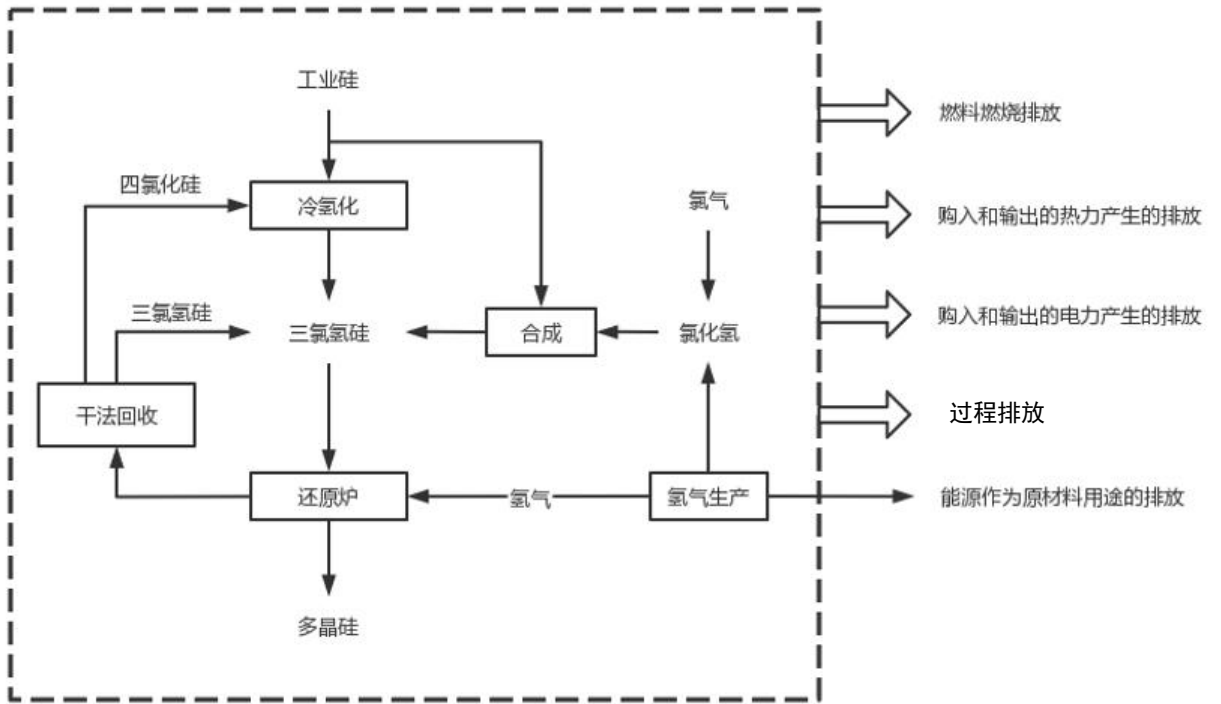 工业硅
燃料燃烧排放
四氯化硅
冷氢化
氯气
购入和输出的热力产生的排放
三氯氢硅
三氯氢硅
合成
氯化氢
购入和输出的电力产生的排放
干法回收
过程排放
还原炉
氢气
氢气生产
能源作为原材料用途的排放
多晶硅